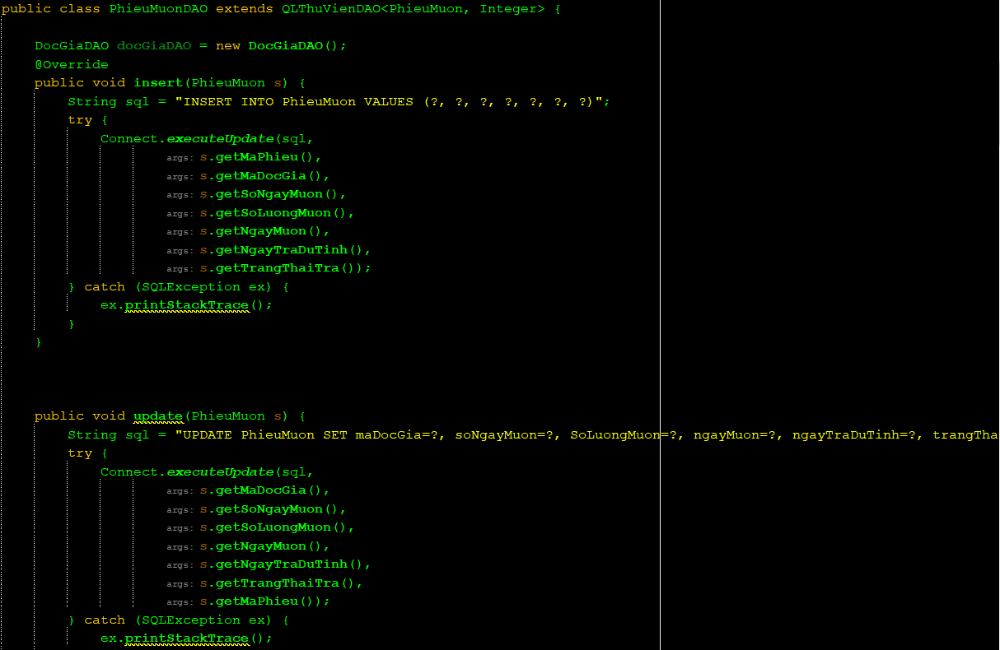 public class PhieuMuonDAO extends QLThuVienDAO<PhieuMuon, Integer> {
DocGiaDAO docGiaDAO = new DocGiaDAO();
@Override
public void insert(PhieuMuon s) {
String sql = "INSERT INTO PhieuMuon VALUES (?, ?, ?, ?, ?, ?, ?)";
try {
Connect.executeUpdate(sql,
args: s.getMaPhieu(),
args: s.getMaDocGia(),
args: s.getSoNgayMuon(),
args: s.getSoLuongMuon(),
args: s.getNgayMuon(),
args: s.getNgayTraDuTinh(),
args: s.getTrangThaiTra());
} catch (SQLException ex) {
ex.printStackTrace();
}
}
public void update(PhieuMuon s) {
String sql = "UPDATE PhieuMuon SET maDocGia=?, soNgayMuon=?, SoLuongMuon=?, ngayMuon=?, ngayTraDuTinh=?, trangTha
try {
Connect.executeUpdate(sql,
args: s.getMaDocGia(),
args: s.getSoNgayMuon(),
args: s.getSoLuongMuon(),
args: s.getNgayMuon(),
args: s.getNgayTraDuTinh(),
args: s.getTrangThaiTra(),
args: s.getMaPhieu());
} catch (SQLException ex) {
ex.printStackTrace();